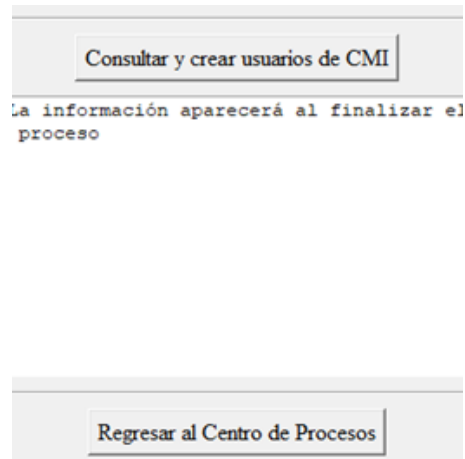 Consultar y crear usuarios de CMI
La información aparecerá al finalizar el
proceso
Regresar al Centro de Procesos